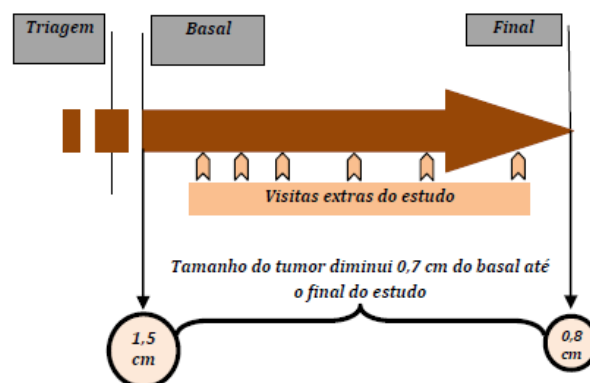 Triagem
Basal
Final
Visitas extras do estudo
Tamanho do tumor diminui 0,7 cm do basal até
o final do estudo
1,5
cm
0,8
cm